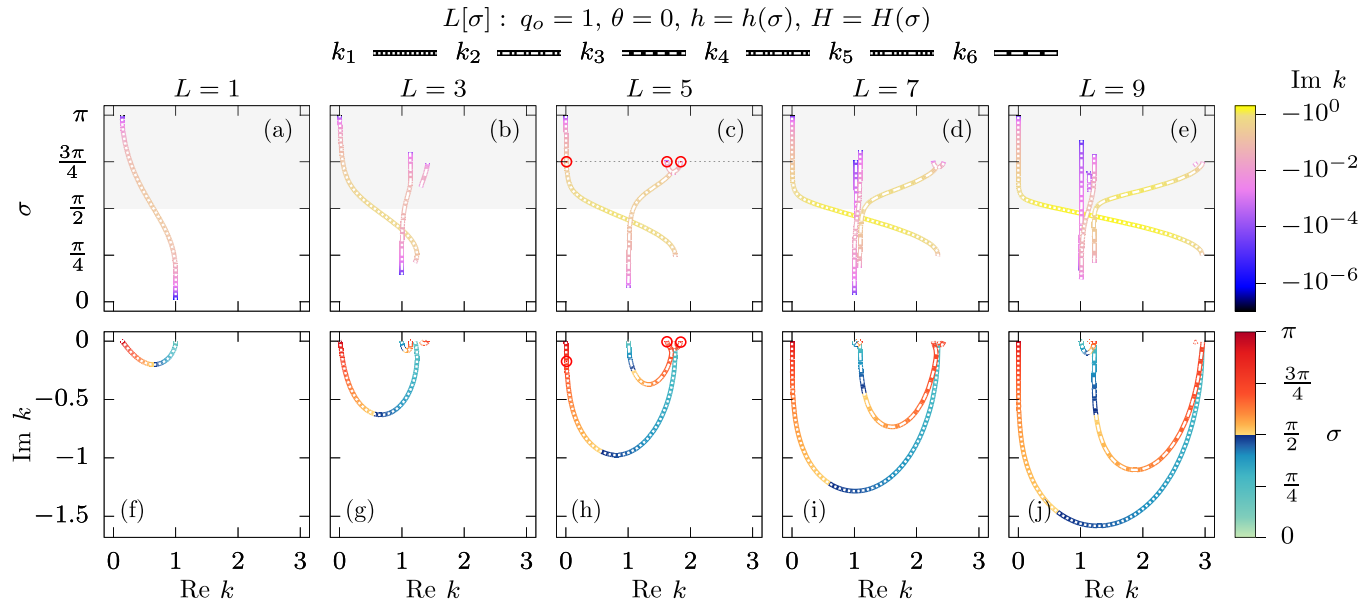 L[σ] : q_o = 1, θ = 0, h = h(σ), H = H(σ)
k_1 k_2 k_3 k_4 k_5 k_6
L = 1 L = 3 L = 5 L = 7 L = 9 Im k
(a) (b) (c) (d) (e)
π
3π/4
π/2
π/4
0
σ
−10^0
−10^−2
−10^−4
−10^−6
0
−0.5
−1
−1.5
Im k
(f) (g) (h) (i) (j)
π
3π/4
π/2
π/4
0
σ
0 1 2 3 0 1 2 3 0 1 2 3 0 1 2 3 0 1 2 3
Re k Re k Re k Re k Re k